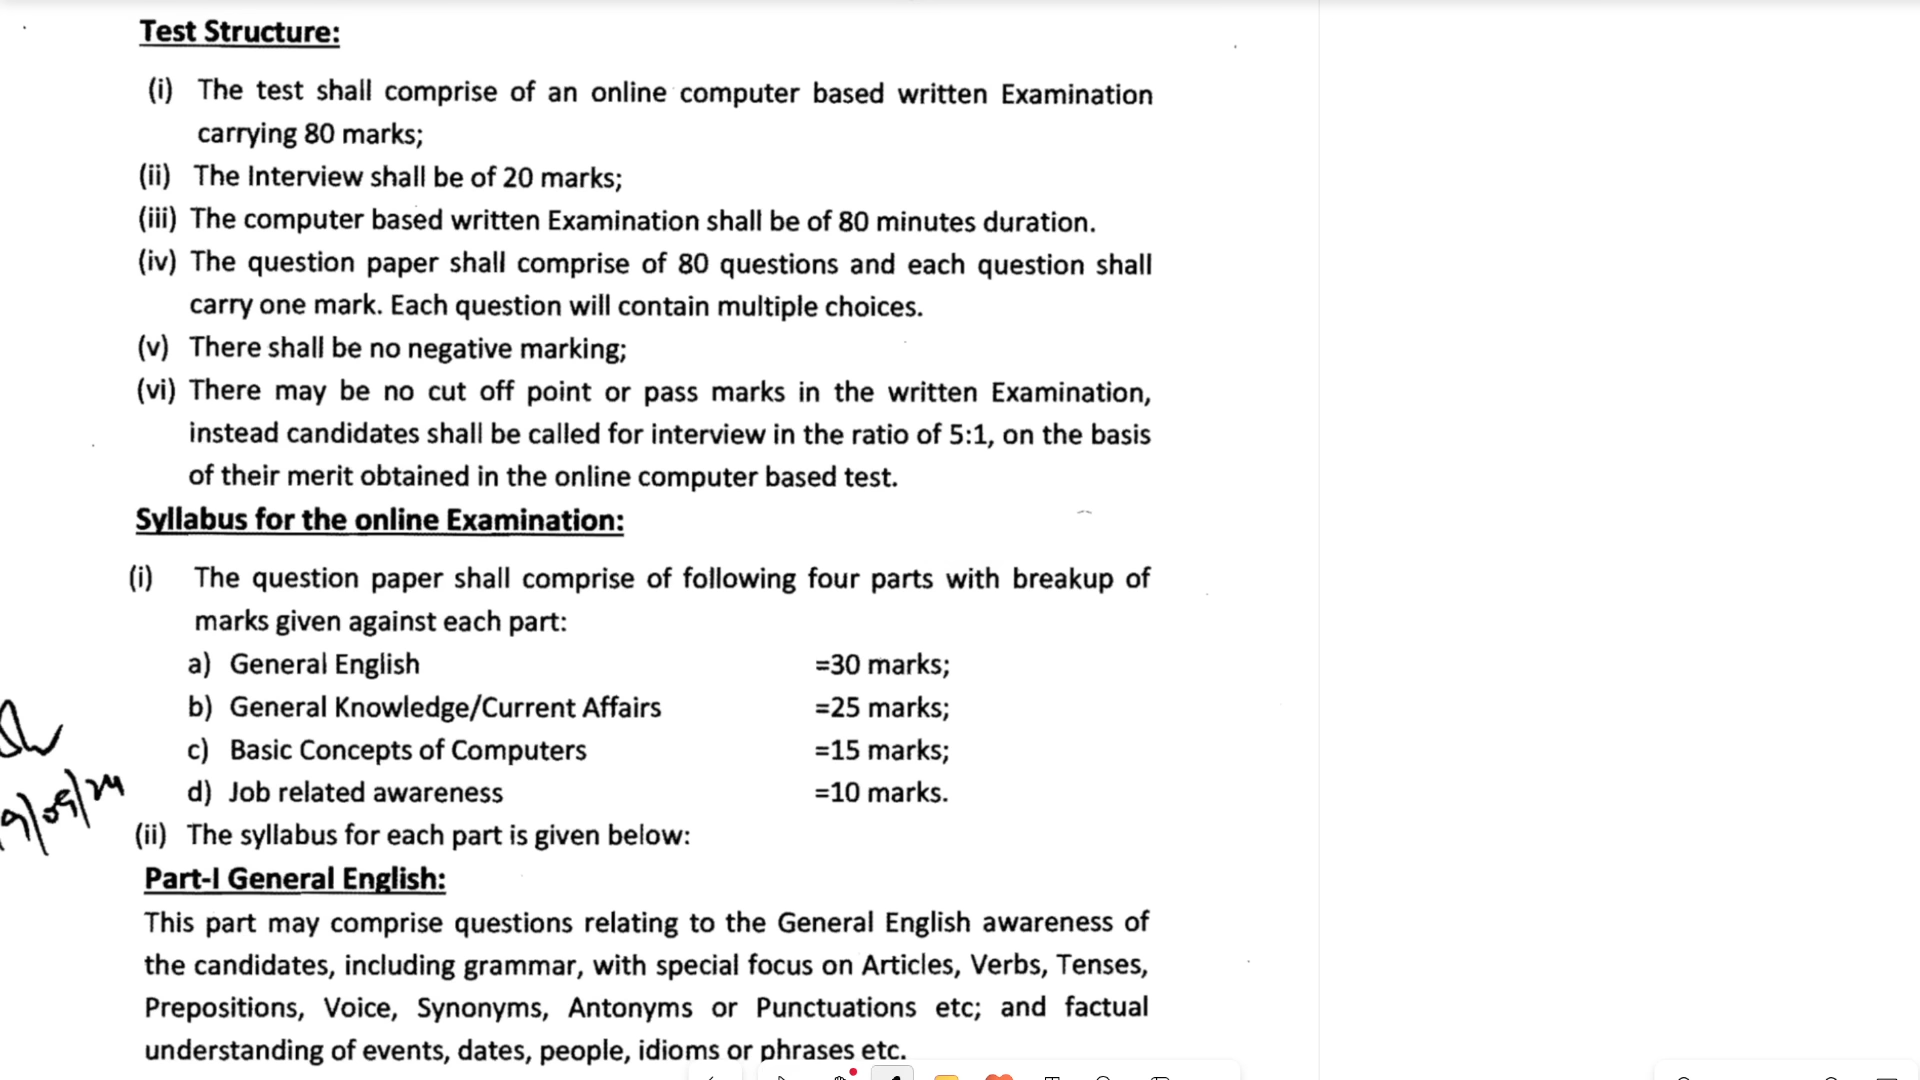 Test Structure:
(i) The test shall comprise of an online computer based written Examination
carrying 80 marks;
(ii) The Interview shall be of 20 marks;
(iii) The computer based written Examination shall be of 80 minutes duration.
(iv) The question paper shall comprise of 80 questions and each question shall
carry one mark. Each question will contain multiple choices.
(v) There shall be no negative marking;
(vi) There may be no cut off point or pass marks in the written Examination,
instead candidates shall be called for interview in the ratio of 5:1, on the basis
of their merit obtained in the online computer based test.
Syllabus for the online Examination:
(i) The question paper shall comprise of following four parts with breakup of
marks given against each part:
a) General English =30 marks;
b) General Knowledge/Current Affairs =25 marks;
c) Basic Concepts of Computers =15 marks;
d) Job related awareness =10 marks.
(ii) The syllabus for each part is given below:
Part-I General English:
This part may comprise questions relating to the General English awareness of
the candidates, including grammar, with special focus on Articles, Verbs, Tenses,
Prepositions, Voice, Synonyms, Antonyms or Punctuations etc; and factual
understanding of events, dates, people, idioms or phrases etc.